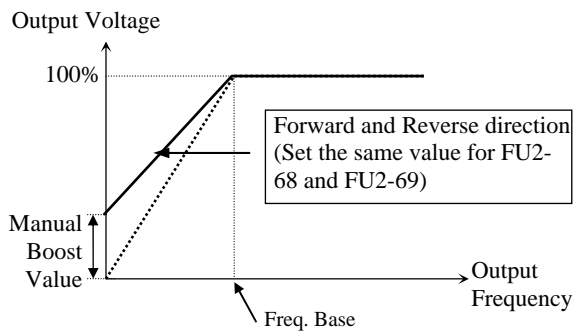 Output Voltage
100%
Forward and Reverse direction
(Set the same value for FU2-
68 and FU2-69)
Manual
Boost
Value
Output
Frequency
Freq. Base